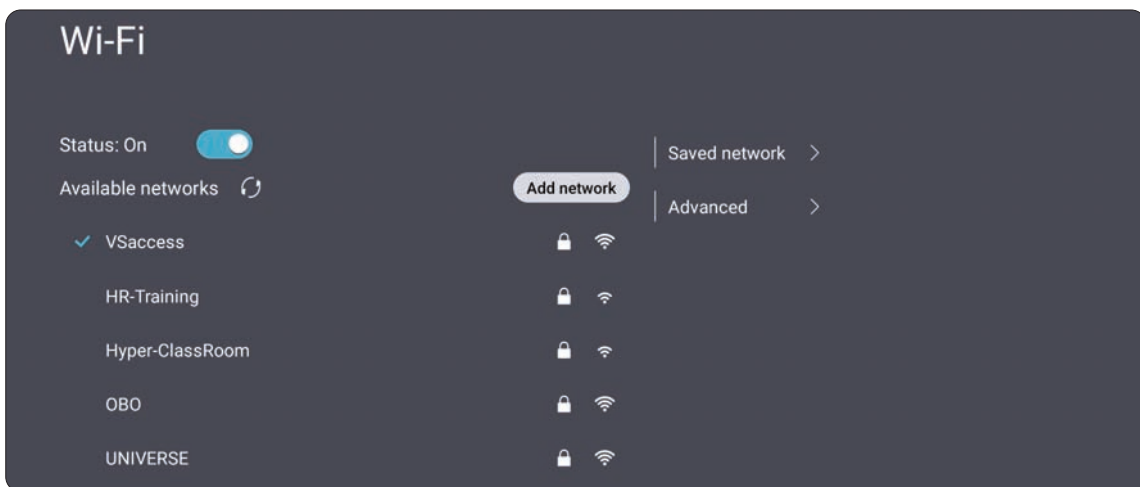 Wi-Fi
Status: On
Saved network
Available networks
Add network
Advanced
VSaccess
HR-Training
Hyper-ClassRoom
OBO
UNIVERSE